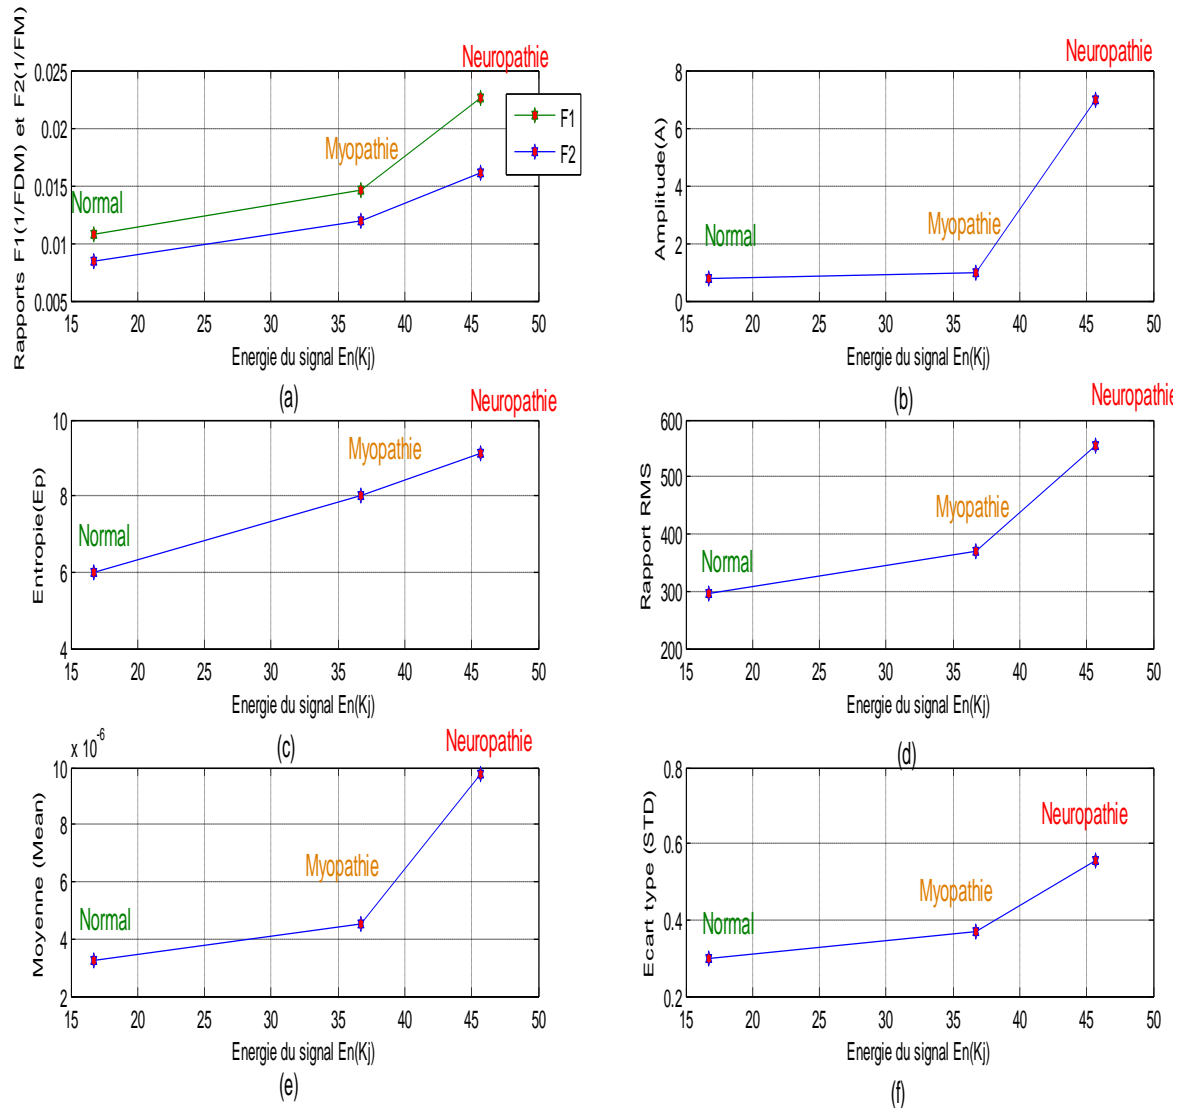 Rapports F1(1/FDM) et F2(1/FM)
0.025
0.02
0.015
0.01
0.005
15 20 25 30 35 40 45 50
Normal
Myopathie
Neuropathie
F1
F2
Energie du signal En(Kj)
(a)
Amplitude(A)
8
6
4
2
0
15 20 25 30 35 40 45 50
Normal
Myopathie
Neuropathie
Energie du signal En(Kj)
(b)
Entropie(Ep)
10
8
6
4
15 20 25 30 35 40 45 50
Normal
Myopathie
Neuropathie
Energie du signal En(Kj)
(c)
Rapport RMS
600
500
400
300
200
15 20 25 30 35 40 45 50
Normal
Myopathie
Neuropathie
Energie du signal En(Kj)
(d)
Moyenne (Mean)
x 10-6
10
8
6
4
2
15 20 25 30 35 40 45 50
Normal
Myopathie
Neuropathie
Energie du signal En(Kj)
(e)
Ecart type (STD)
0.8
0.6
0.4
0.2
15 20 25 30 35 40 45 50
Normal
Myopathie
Neuropathie
Energie du signal En(Kj)
(f)